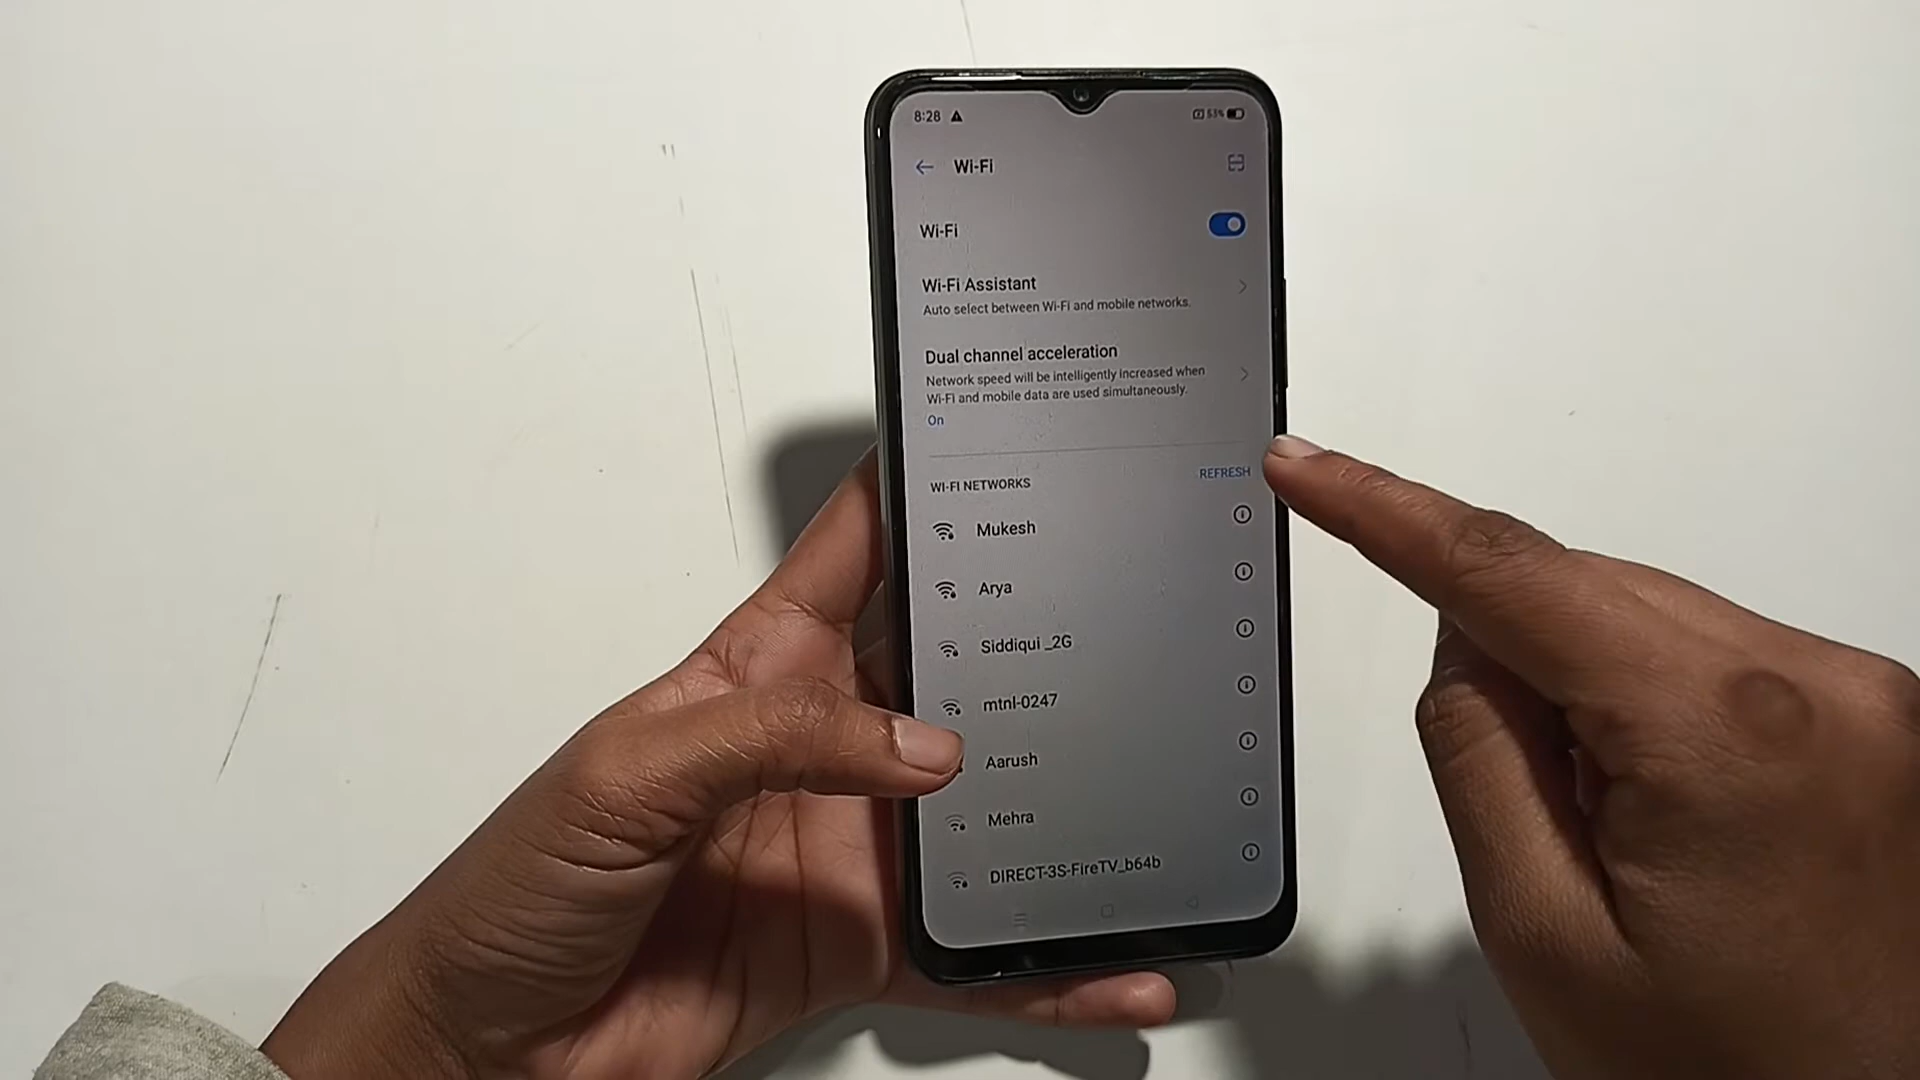 8:28 53%
Wi-Fi
Wi-Fi
Wi-Fi Assistant
Auto select between Wi-Fi and mobile networks.
Dual channel acceleration
Network speed will be intelligently increased when
Wi-Fi and mobile data are used simultaneously.
On
WI-FI NETWORKS REFRESH
Mukesh
Arya
Siddiqui _2G
mtnl-0247
Aarush
Mehra
DIRECT-3S-FireTV_b64b